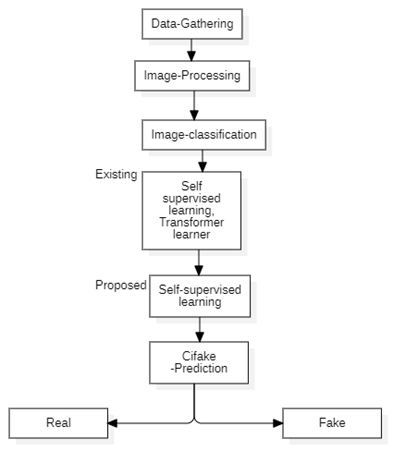 Data-Gathering
Image-Processing
Image-classification
Existing
Self
supervised
learning,
Transformer
learner
Proposed
Self-supervised
learning
Cifake
-Prediction
Real
Fake